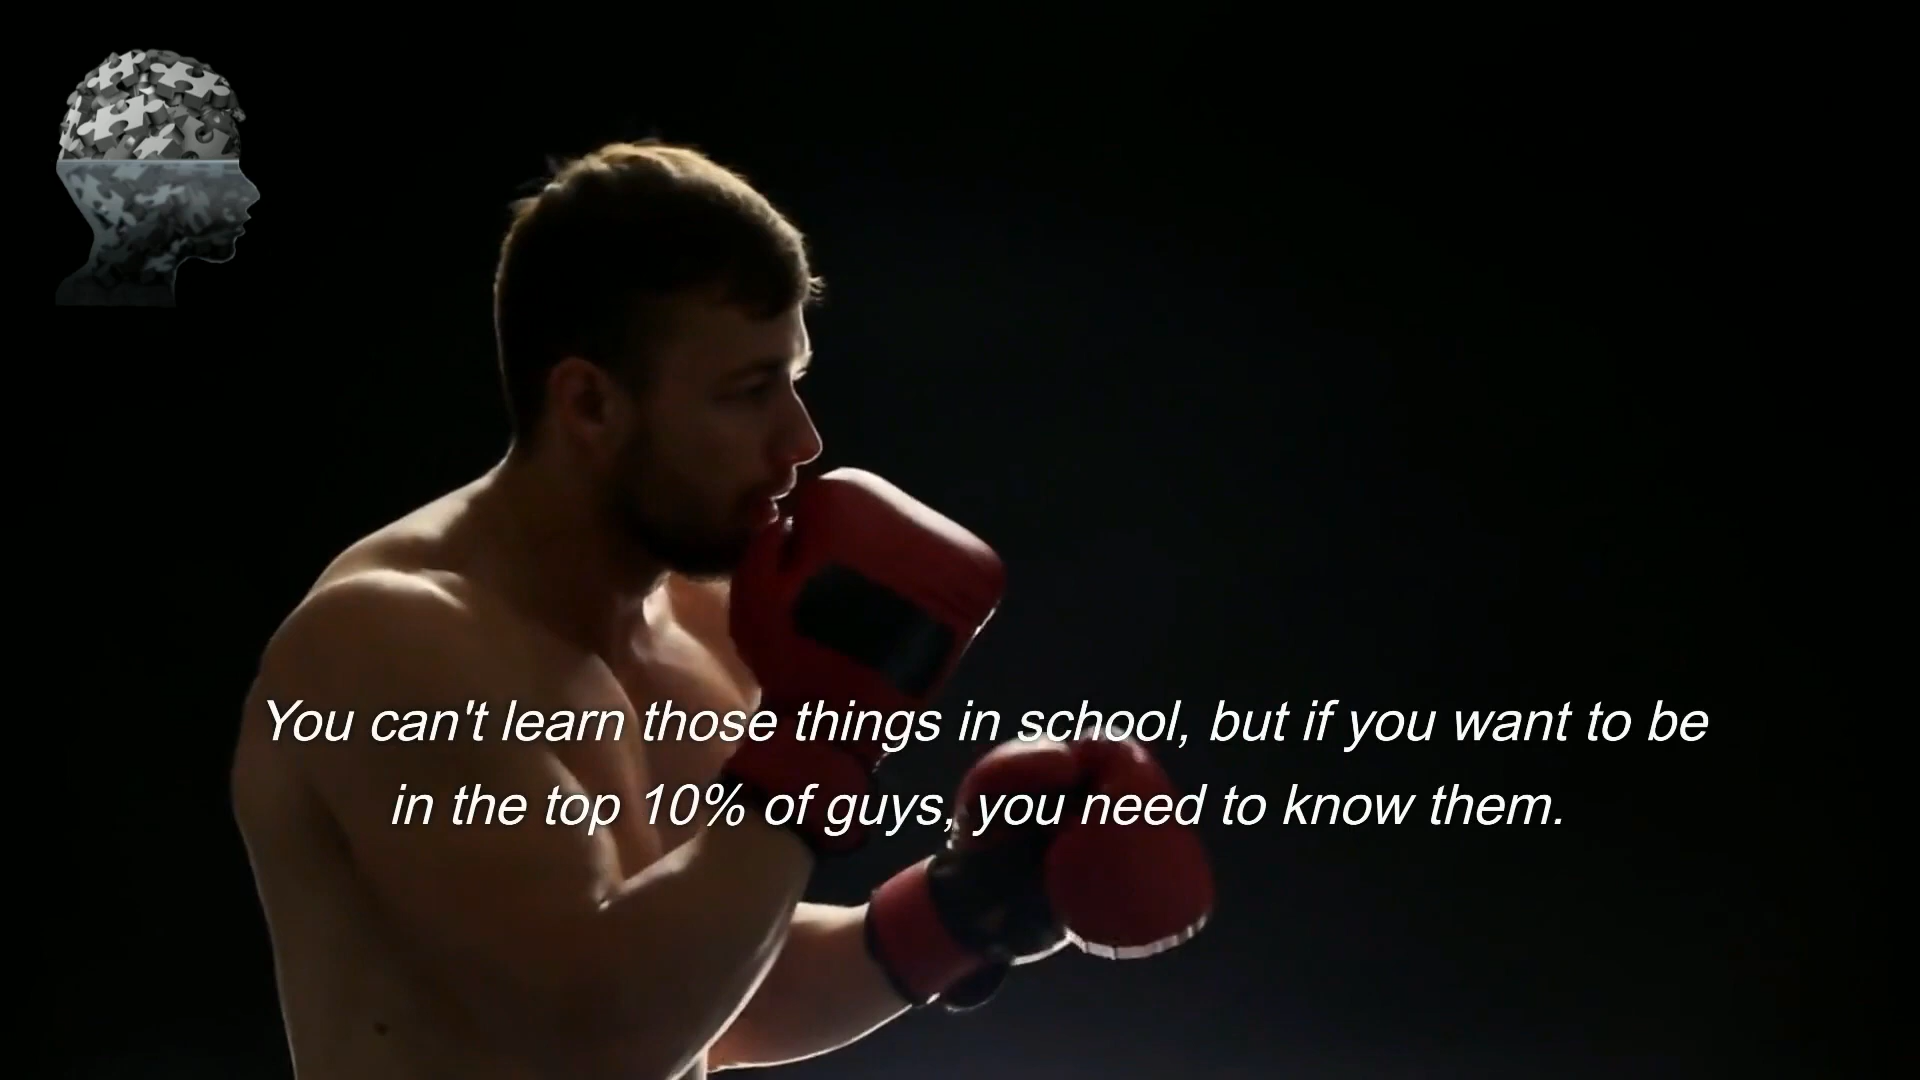 You can't learn those things in school, but if you want to be
in the top 10% of guys, you need to know them.